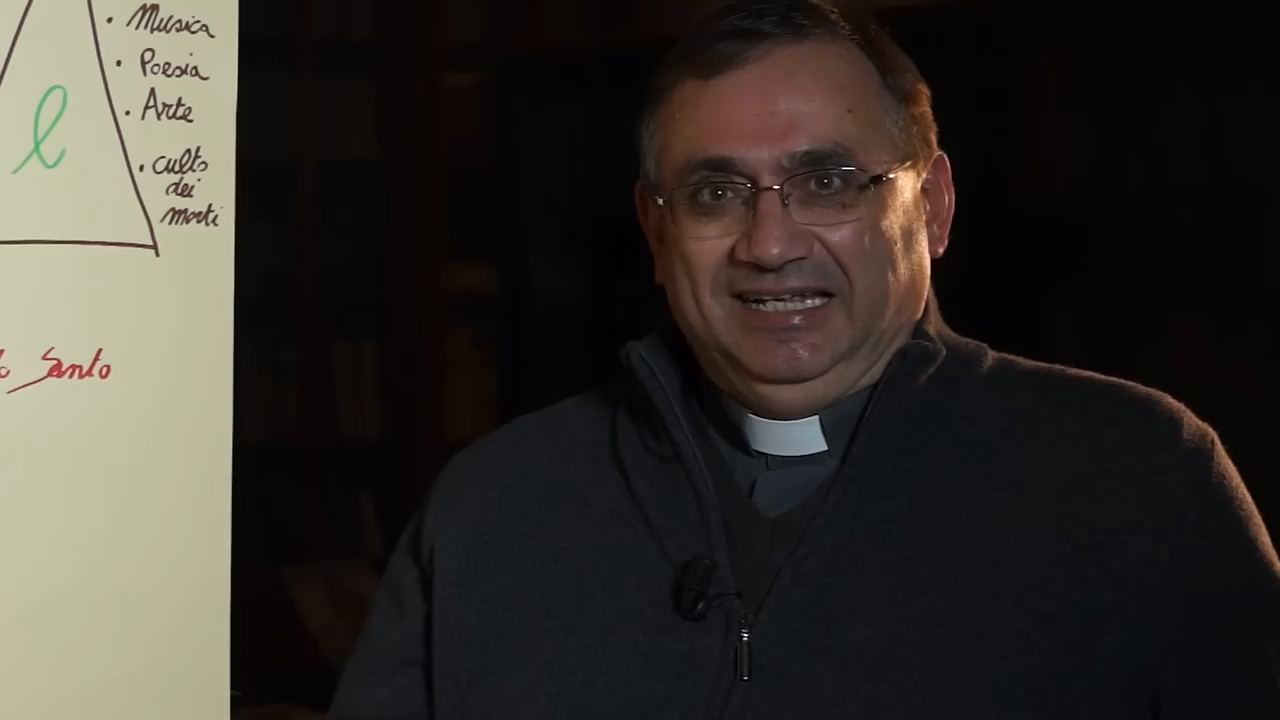 • Musica
• Poesia
• Arte
l
• culto
dei
morti
Santo